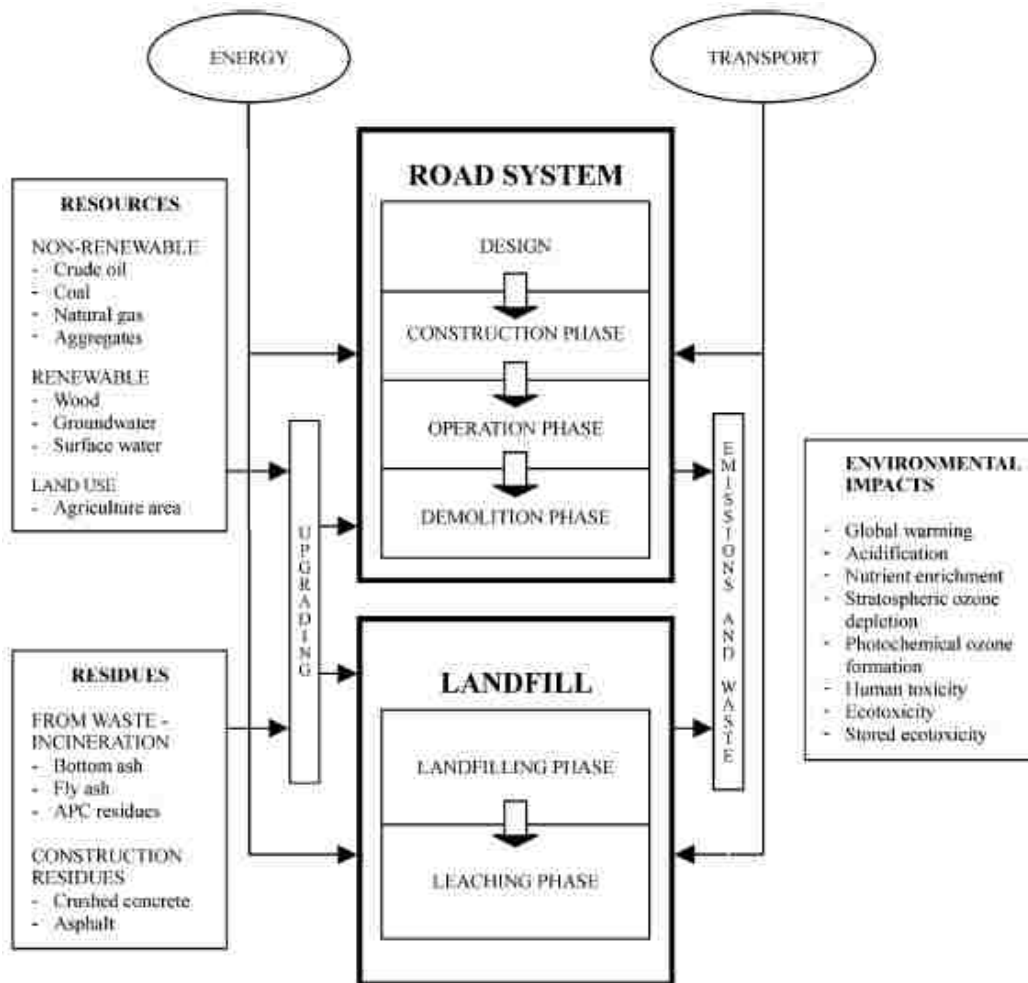 ENERGY
TRANSPORT
ROAD SYSTEM
DESIGN
CONSTRUCTION PHASE
OPERATION PHASE
DEMOLITION PHASE
RESOURCES
NON-RENEWABLE
- Crude oil
- Coal
- Natural gas
- Aggregates
RENEWABLE
- Wood
- Groundwater
- Surface water
LAND USE
- Agriculture area
UPGRADING
EMISSIONS AND WASTE
ENVIRONMENTAL
IMPACTS
- Global warming
- Acidification
- Nutrient enrichment
- Stratospheric ozone
depletion
- Photochemical ozone
formation
- Human toxicity
- Ecotoxicity
- Stored ecotoxicity
RESIDUES
FROM WASTE -
INCINERATION
- Bottom ash
- Fly ash
- APC residues
CONSTRUCTION
RESIDUES
- Crushed concrete
- Asphalt
LANDFILL
LANDFILLING PHASE
LEACHING PHASE